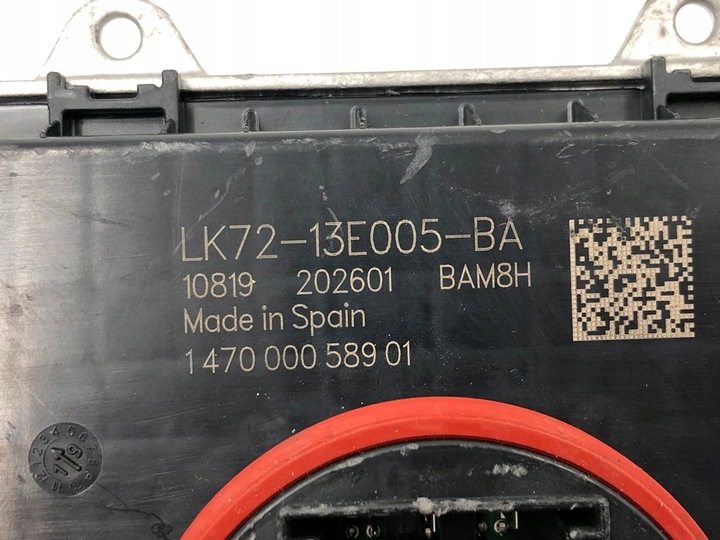 LK72-13E005-BA
10819 202601 BAM8H
Made in Spain
1 470 000 589 01